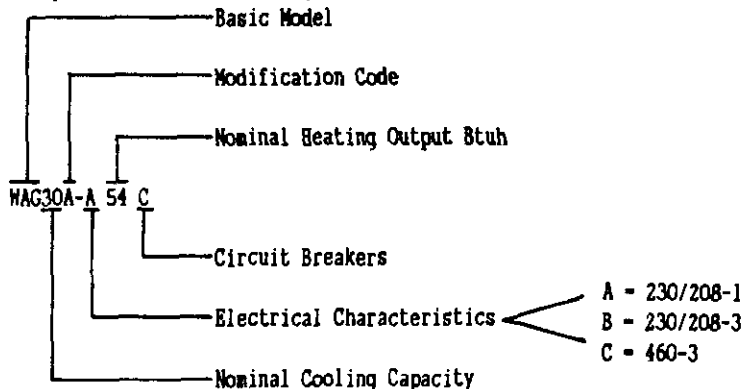 Basic Model
Modification Code
Nominal Heating Output Btuh
WAG30A-A 54 C
Circuit Breakers
Electrical Characteristics
A = 230/208-1
B = 230/208-3
C = 460-3
Nominal Cooling Capacity